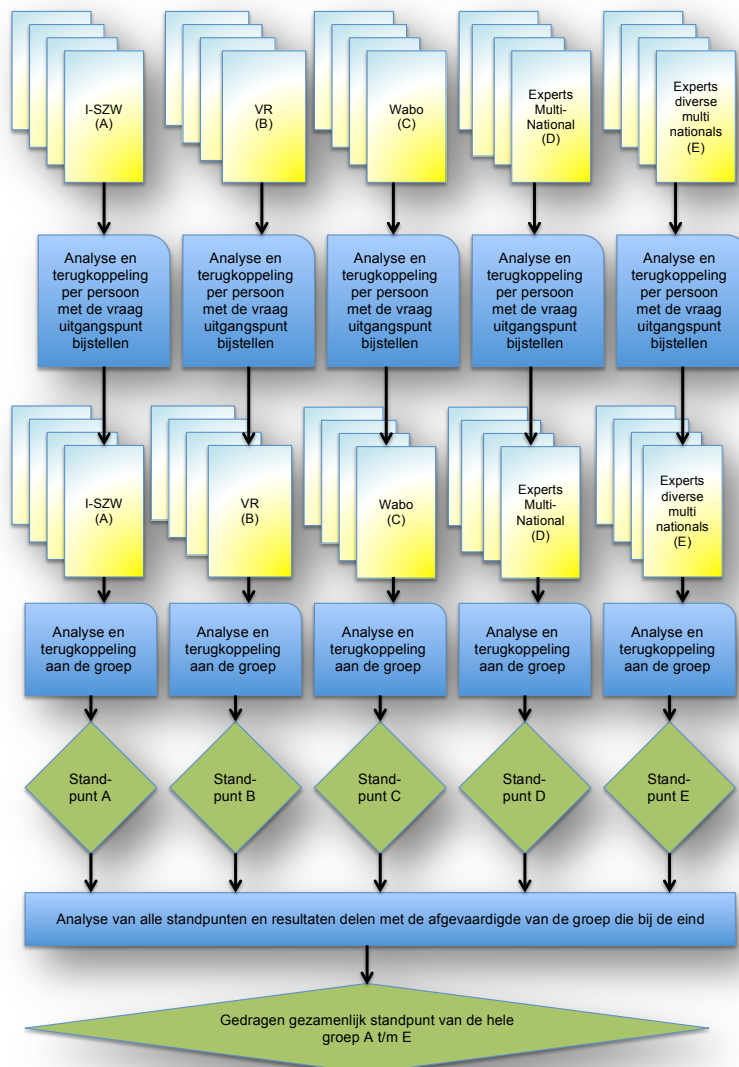 I-SZW
(A)
VR
(B)
Wabo
(C)
Experts
Multi-
National
(D)
Experts
diverse
multi
nationals
(E)
Analyse en
terugkoppeling
per persoon
met de vraag
uitgangspunt
bijstellen
Analyse en
terugkoppeling
per persoon
met de vraag
uitgangspunt
bijstellen
Analyse en
terugkoppeling
per persoon
met de vraag
uitgangspunt
bijstellen
Analyse en
terugkoppeling
per persoon
met de vraag
uitgangspunt
bijstellen
Analyse en
terugkoppeling
per persoon
met de vraag
uitgangspunt
bijstellen
I-SZW
(A)
VR
(B)
Wabo
(C)
Experts
Multi-
National
(D)
Experts
diverse
multi
nationals
(E)
Analyse en
terugkoppeling
aan de groep
Analyse en
terugkoppeling
aan de groep
Analyse en
terugkoppeling
aan de groep
Analyse en
terugkoppeling
aan de groep
Analyse en
terugkoppeling
aan de groep
Stand-
punt A
Stand-
punt B
Stand-
punt C
Stand-
punt D
Stand-
punt E
Analyse van alle standpunten en resultaten delen met de afgevaardigde van de groep die bij de eind
Gedragen gezamenlijk standpunt van de hele
groep A t/m E